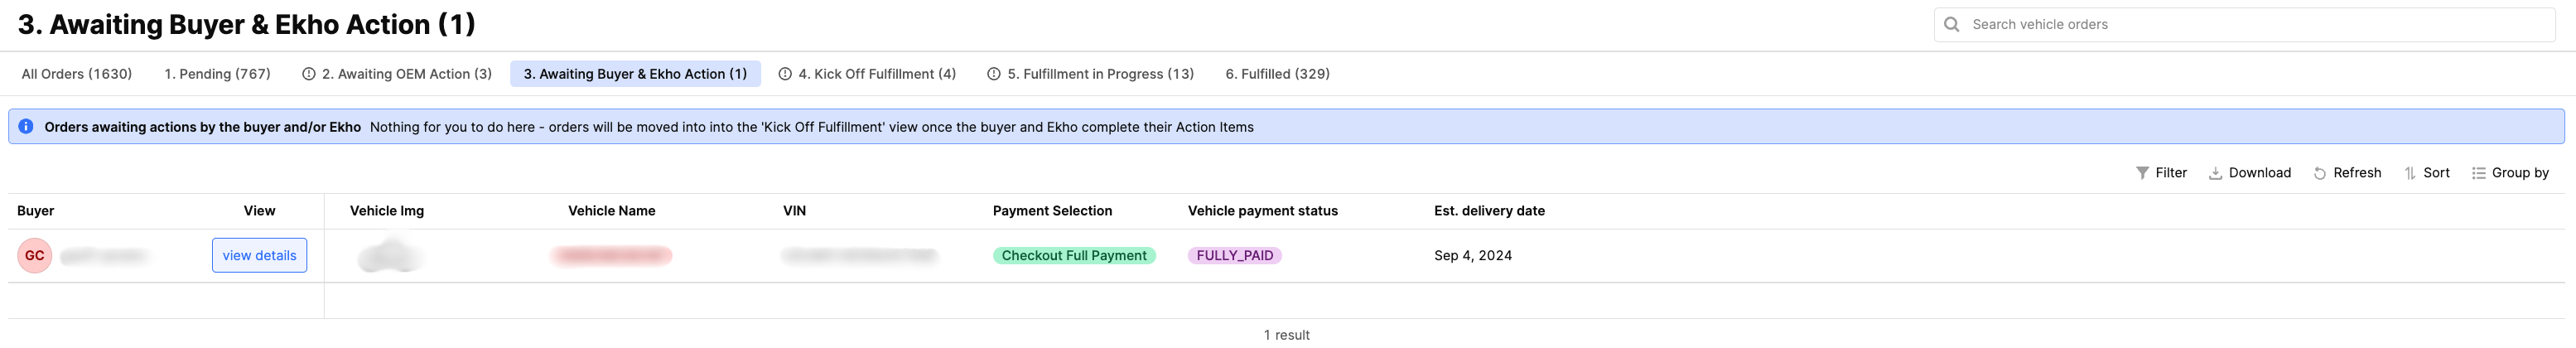 3. Awaiting Buyer & Ekho Action (1)
Search vehicle orders
All Orders (1630) 1. Pending (767) 2. Awaiting OEM Action (3) 3. Awaiting Buyer & Ekho Action (1) 4. Kick Off Fulfillment (4) 5. Fulfillment in Progress (13) 6. Fulfilled (329)
Orders awaiting actions by the buyer and/or Ekho Nothing for you to do here - orders will be moved into into the 'Kick Off Fulfillment' view once the buyer and Ekho complete their Action Items
Filter Download Refresh Sort Group by
Buyer View Vehicle Img Vehicle Name VIN Payment Selection Vehicle payment status Est. delivery date
GC view details Checkout Full Payment FULLY_PAID Sep 4, 2024
1 result